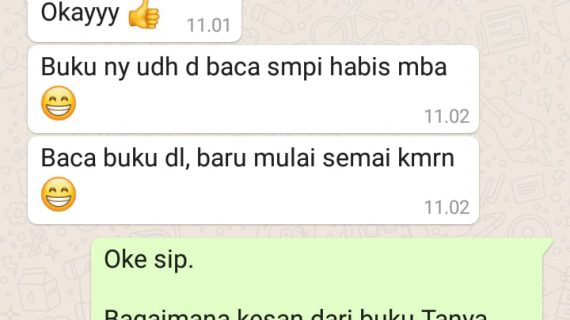 Okayyy 👍
11.01
Buku ny udh d baca smpi habis mba
😁
11.02
Baca buku dl, baru mulai semai kmrn
😁
11.02
Oke sip.
Bagaimana kesan dari buku Tanya